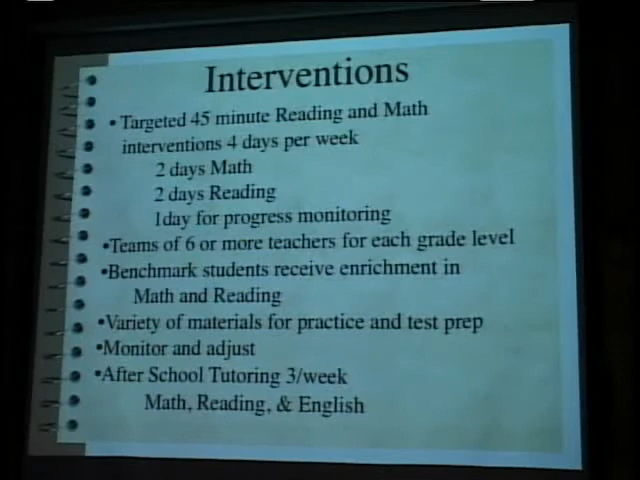 Interventions
• Targeted 45 minute Reading and Math
interventions 4 days per week
2 days Math
2 days Reading
1day for progress monitoring
•Teams of 6 or more teachers for each grade level
•Benchmark students receive enrichment in
Math and Reading
•Variety of materials for practice and test prep
•Monitor and adjust
•After School Tutoring 3/week
Math, Reading, & English